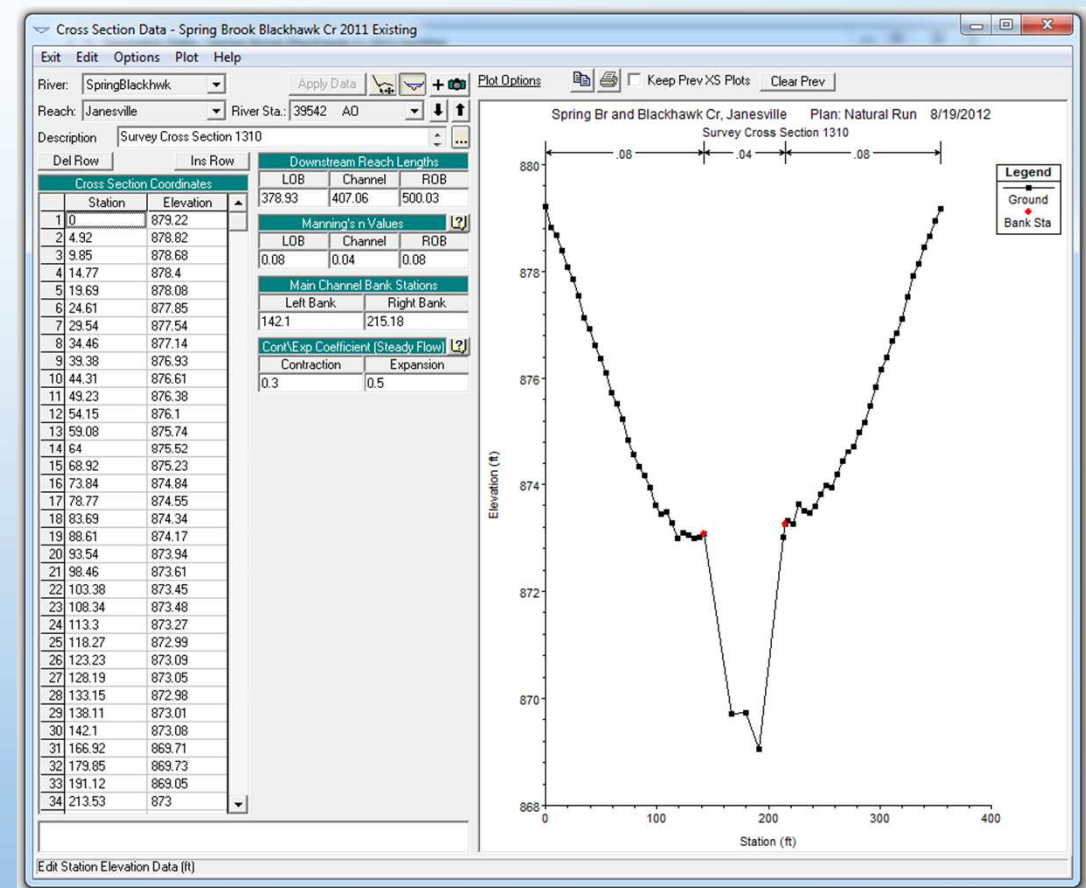 Cross Section Data - Spring Brook Blackhawk Cr 2011 Existing
Exit Edit Options Plot Help
River: SpringBlackhwk Apply Data + Plot Options Keep Prev XS Plots Clear Prev
Reach: Janesville River Sta.: 39542 AO
Description Survey Cross Section 1310 ...
Del Row Ins Row
Cross Section Coordinates
Station Elevation
1 0 879.22
2 4.92 878.82
3 9.85 878.68
4 14.77 878.4
5 19.69 878.08
6 24.61 877.85
7 29.54 877.54
8 34.46 877.14
9 39.38 876.93
10 44.31 876.61
11 49.23 876.38
12 54.15 876.1
13 59.08 875.74
14 64 875.52
15 68.92 875.23
16 73.84 874.84
17 78.77 874.55
18 83.69 874.34
19 88.61 874.17
20 93.54 873.94
21 98.46 873.61
22 103.38 873.45
23 108.34 873.48
24 113.3 873.27
25 118.27 872.99
26 123.23 873.09
27 128.19 873.05
28 133.15 872.98
29 138.11 873.01
30 142.1 873.08
31 166.92 869.71
32 179.85 869.73
33 191.12 869.05
34 213.53 873
Downstream Reach Lengths
LOB Channel ROB
378.93 407.06 500.03
Manning's n Values ?
LOB Channel ROB
0.08 0.04 0.08
Main Channel Bank Stations
Left Bank Right Bank
142.1 215.18
Cont\Exp Coefficient (Steady Flow) ?
Contraction Expansion
0.3 0.5
Spring Br and Blackhawk Cr, Janesville Plan: Natural Run 8/19/2012
Survey Cross Section 1310
.08 .04 .08
Legend
Ground
Bank Sta
880
878
876
874
872
870
868
Elevation (ft)
0 100 200 300 400
Station (ft)
Edit Station Elevation Data (ft)